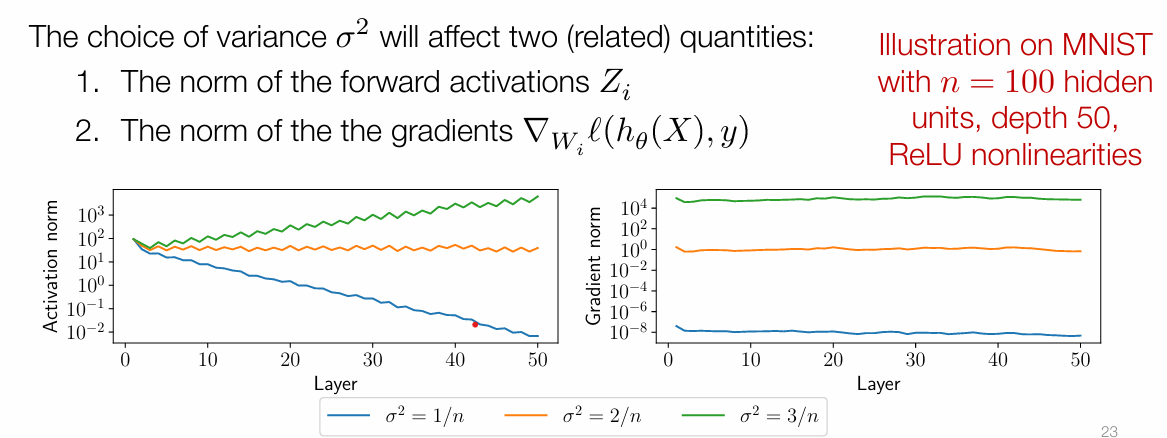 The choice of variance σ² will affect two (related) quantities:
1. The norm of the forward activations Zᵢ
2. The norm of the the gradients ∇_{Wᵢ}ℓ(h_θ(X), y)
Illustration on MNIST
with n = 100 hidden
units, depth 50,
ReLU nonlinearities
Activation norm
10³
10²
10¹
10⁰
10⁻¹
10⁻²
0 10 20 30 40 50
Layer
Gradient norm
10⁴
10²
10⁰
10⁻²
10⁻⁴
10⁻⁶
10⁻⁸
0 10 20 30 40 50
Layer
σ² = 1/n σ² = 2/n σ² = 3/n
23